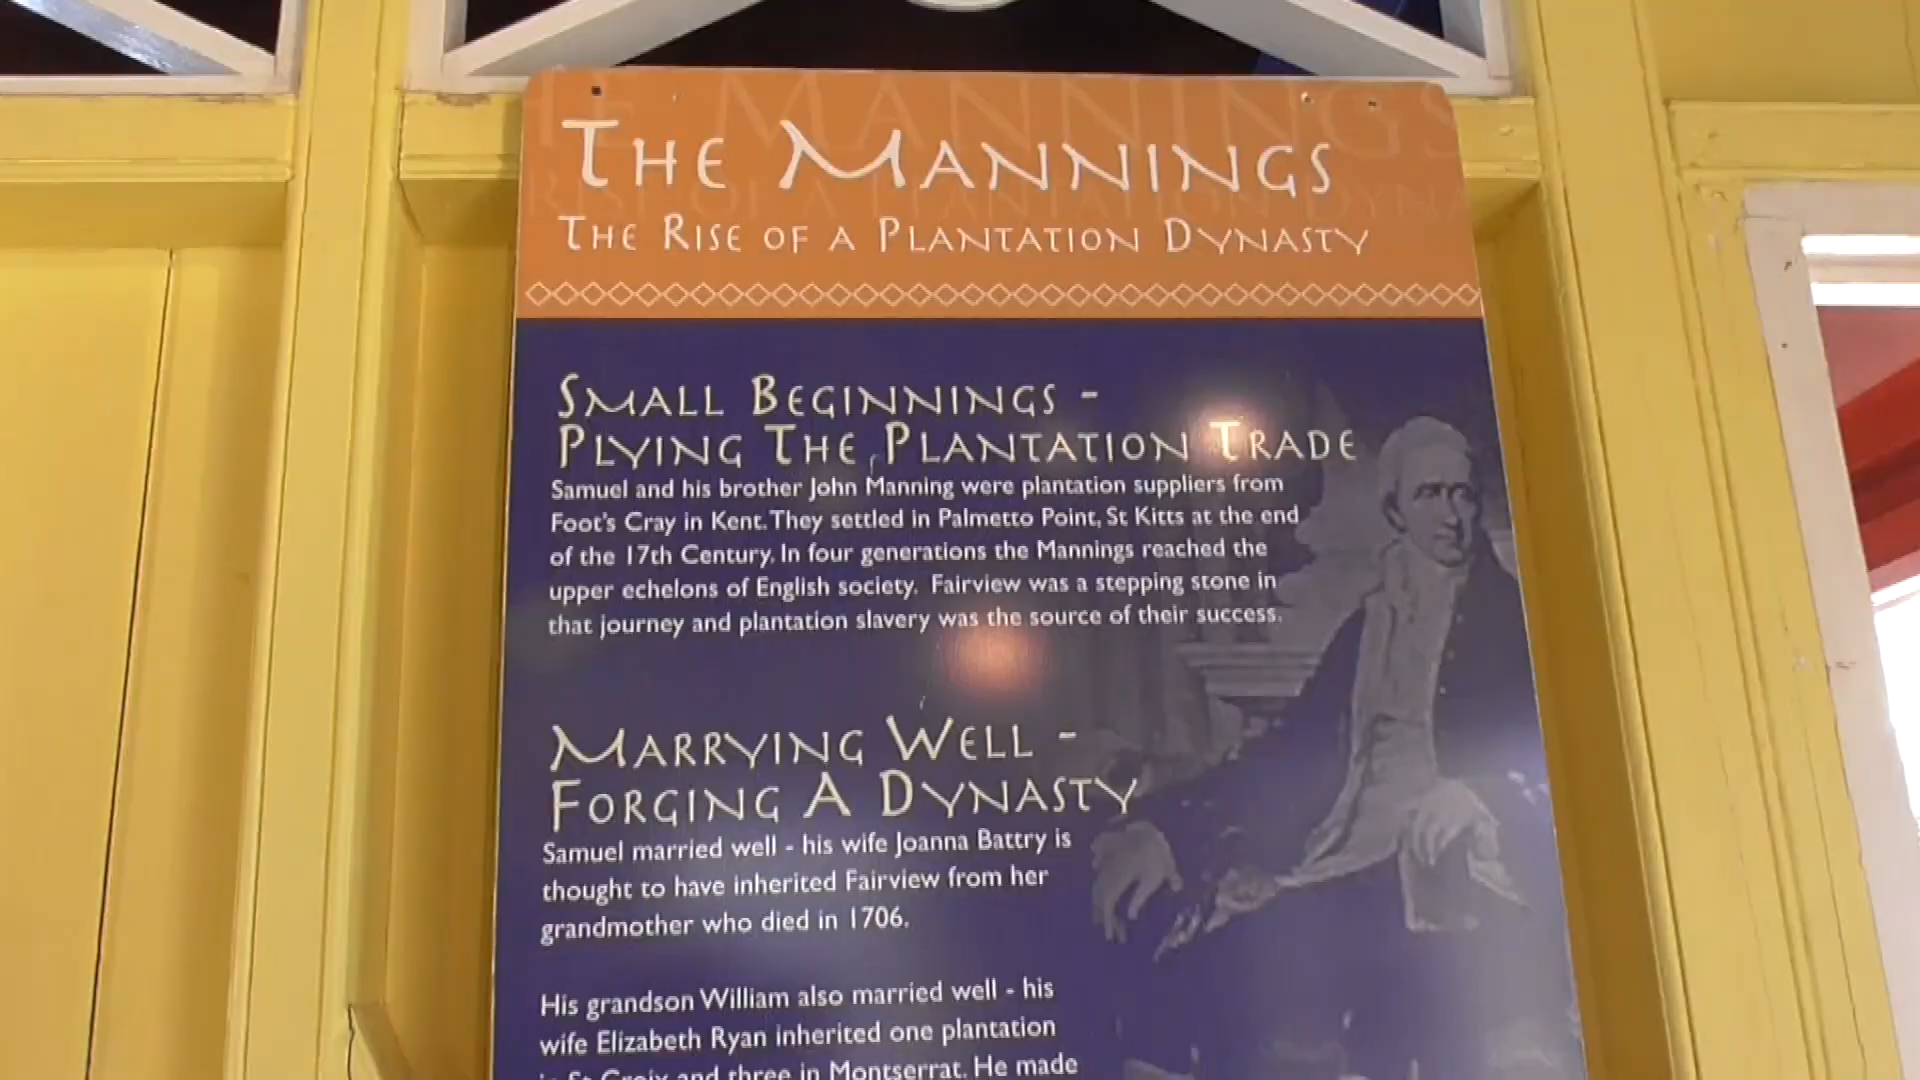 The Mannings
The Rise of a Plantation Dynasty
Small Beginnings -
Plying The Plantation Trade
Samuel and his brother John Manning were plantation suppliers from
Foot's Cray in Kent. They settled in Palmetto Point, St Kitts at the end
of the 17th Century. In four generations the Mannings reached the
upper echelons of English society. Fairview was a stepping stone in
that journey and plantation slavery was the source of their success.
Marrying Well -
Forging A Dynasty
Samuel married well - his wife Joanna Battry is
thought to have inherited Fairview from her
grandmother who died in 1706.
His grandson William also married well - his
wife Elizabeth Ryan inherited one plantation
in St Croix and three in Montserrat. He made